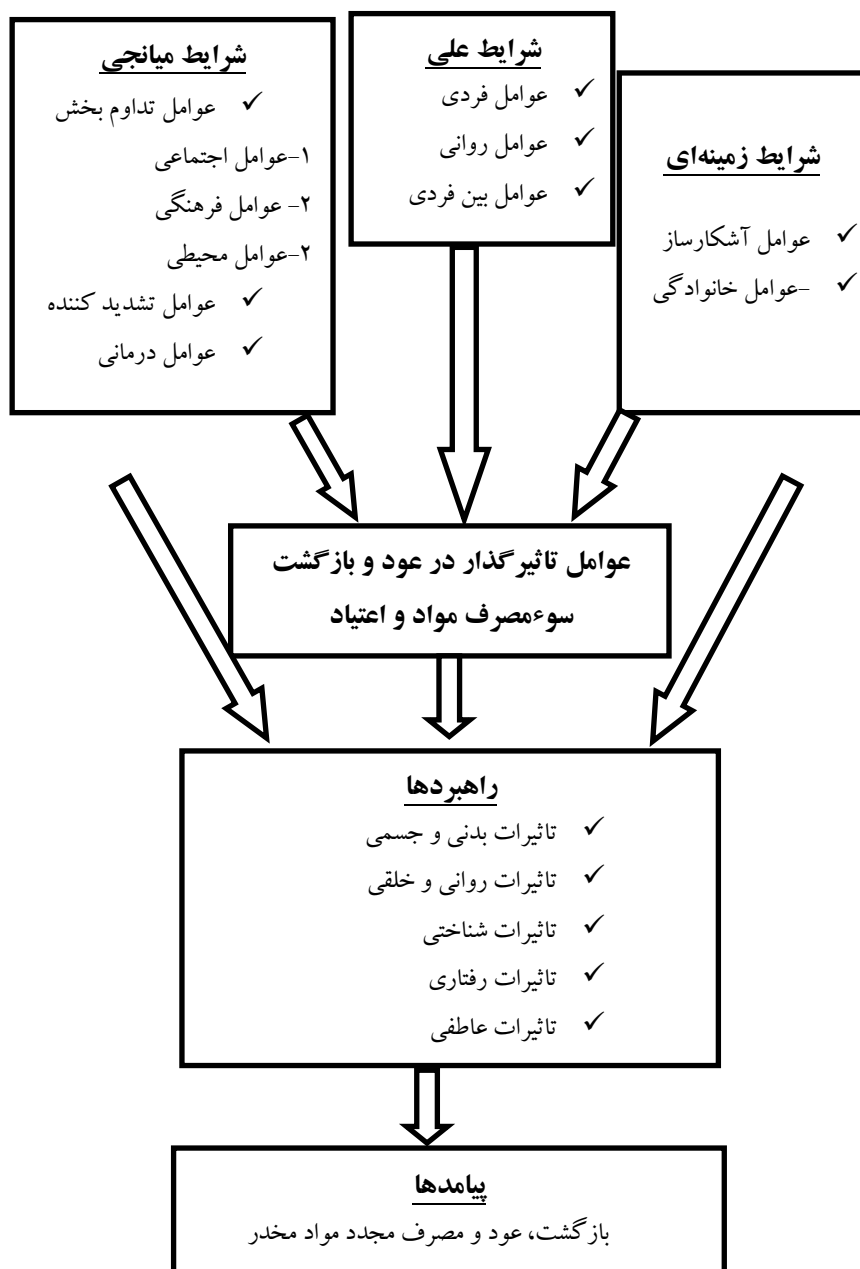 شرایط میانجی
✓ عوامل تداوم بخش
۱-عوامل اجتماعی
۲- عوامل فرهنگی
۲-عوامل محیطی
✓ عوامل تشدید کننده
✓ عوامل درمانی
شرایط علی
✓ عوامل فردی
✓ عوامل روانی
✓ عوامل بین فردی
شرایط زمینه‌ای
✓ عوامل آشکارساز
✓ -عوامل خانوادگی
عوامل تاثیرگذار در عود و بازگشت
سوءمصرف مواد و اعتیاد
راهبردها
✓ تاثیرات بدنی و جسمی
✓ تاثیرات روانی و خلقی
✓ تاثیرات شناختی
✓ تاثیرات رفتاری
✓ تاثیرات عاطفی
پیامدها
بازگشت، عود و مصرف مجدد مواد مخدر